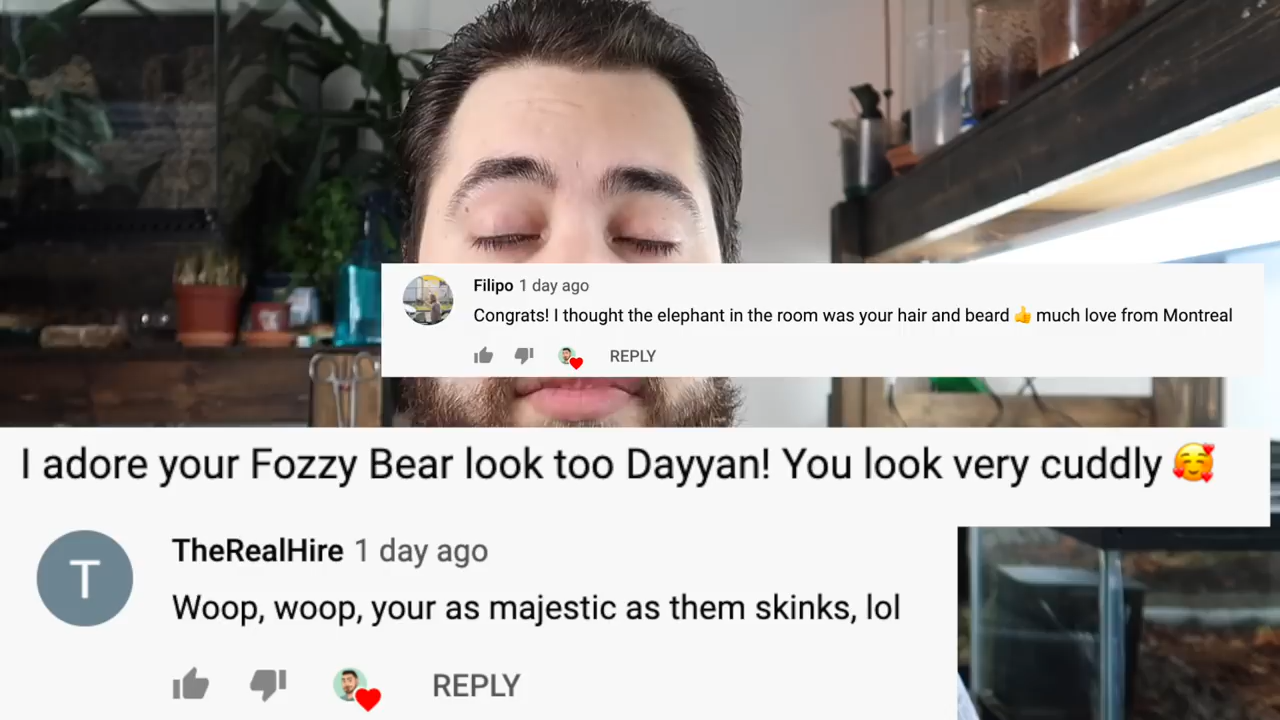 Filipo 1 day ago
Congrats! I thought the elephant in the room was your hair and beard 👍 much love from Montreal
REPLY
I adore your Fozzy Bear look too Dayyan! You look very cuddly 🥰
T
TheRealHire 1 day ago
Woop, woop, your as majestic as them skinks, lol
REPLY